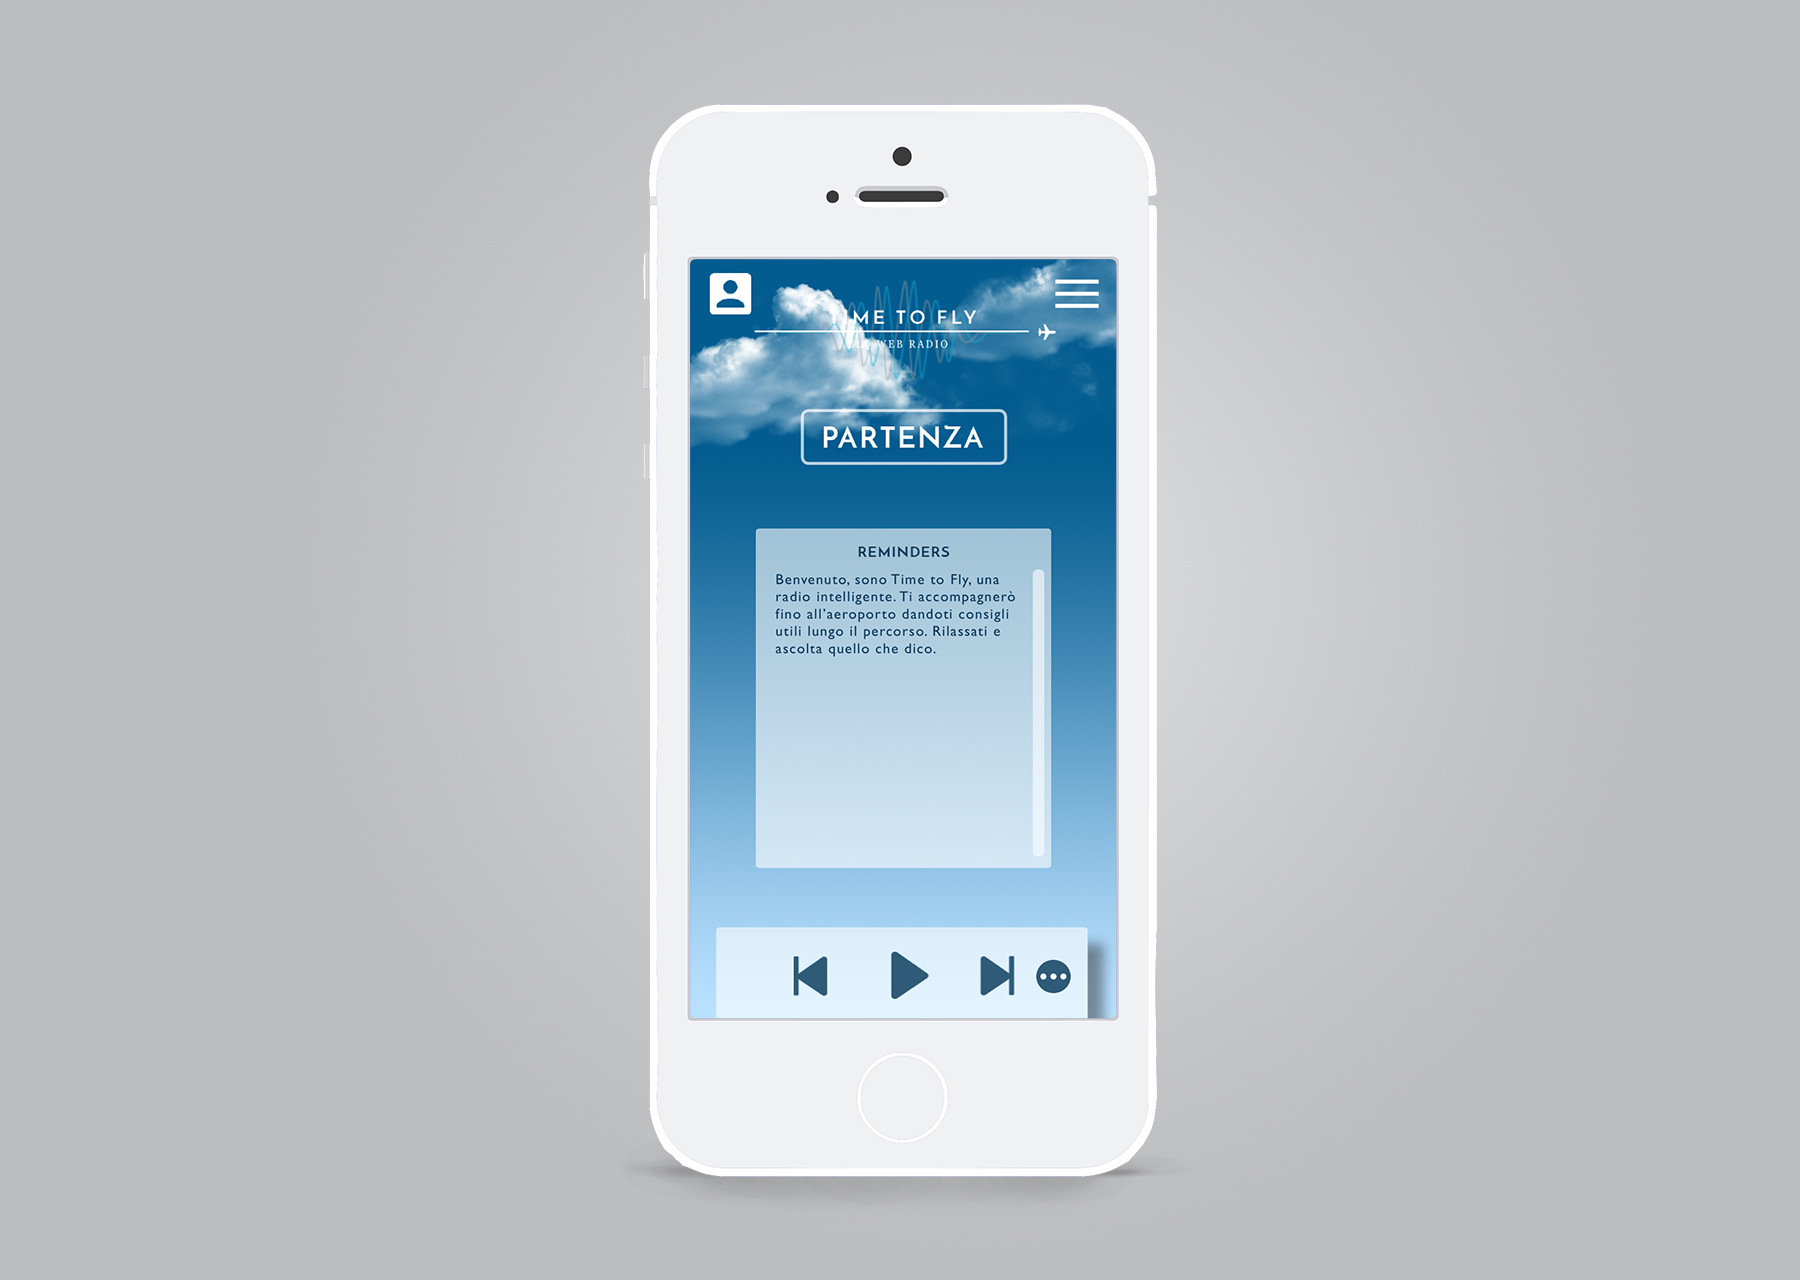 TIME TO FLY
WEB RADIO
PARTENZA
REMINDERS
Benvenuto, sono Time to Fly, una
radio intelligente. Ti accompagnerò
fino all'aeroporto dandoti consigli
utili lungo il percorso. Rilassati e
ascolta quello che dico.